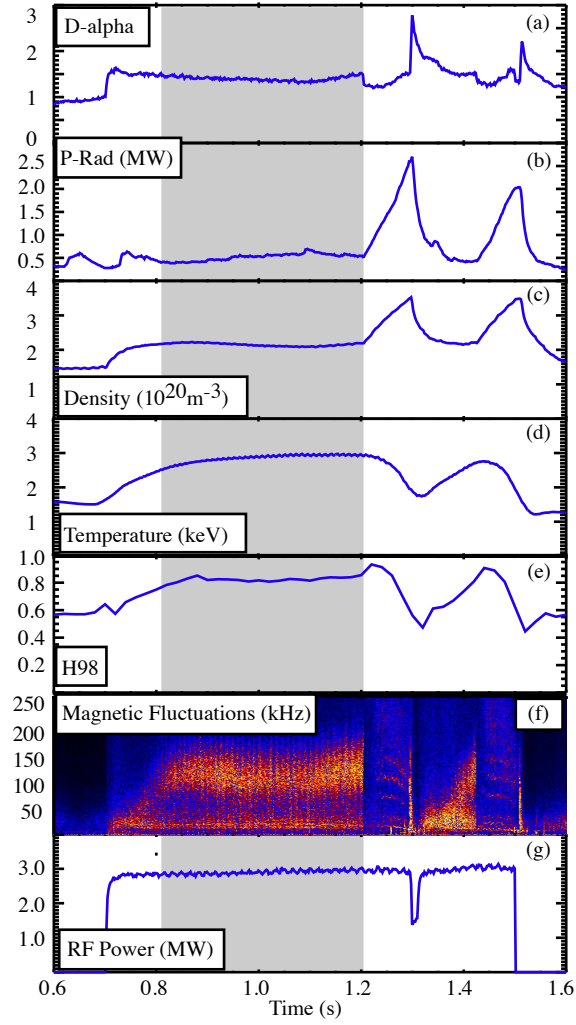 3
2
1
0
D-alpha
(a)
2.5
2.0
1.5
1.0
0.5
P-Rad (MW)
(b)
4
3
2
1
(c)
Density (10²⁰m⁻³)
4
3
2
1
(d)
Temperature (keV)
1.0
0.8
0.6
0.4
0.2
(e)
H98
250
200
150
100
50
Magnetic Fluctuations (kHz)
(f)
3.0
2.0
1.0
(g)
RF Power (MW)
0.6 0.8 1.0 1.2 1.4 1.6
Time (s)